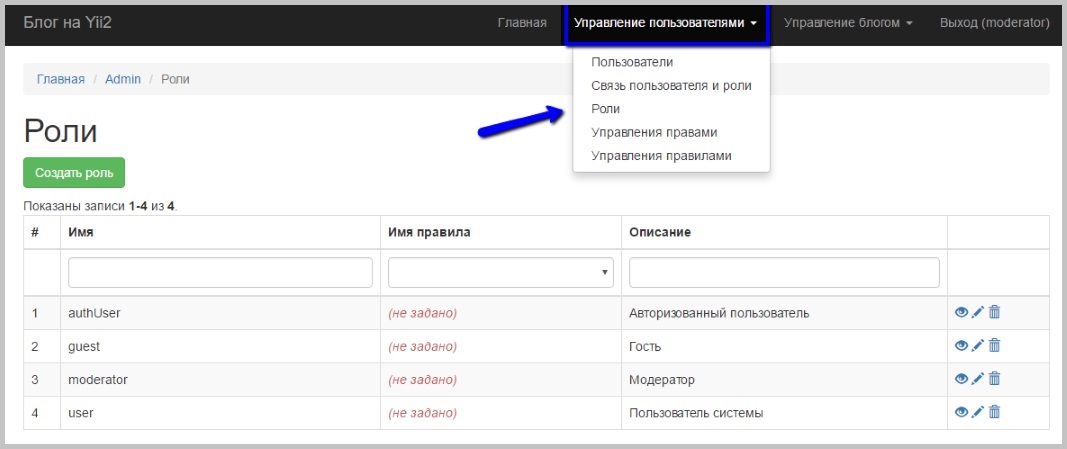 Блог на Yii2 Главная Управление пользователями Управление блогом Выход (moderator)
Пользователи
Связь пользователя и роли
Роли
Управления правами
Управления правилами
Главная / Admin / Роли
Роли
Создать роль
Показаны записи 1-4 из 4.
# Имя Имя правила Описание
1 authUser (не задано) Авторизованный пользователь
2 guest (не задано) Гость
3 moderator (не задано) Модератор
4 user (не задано) Пользователь системы